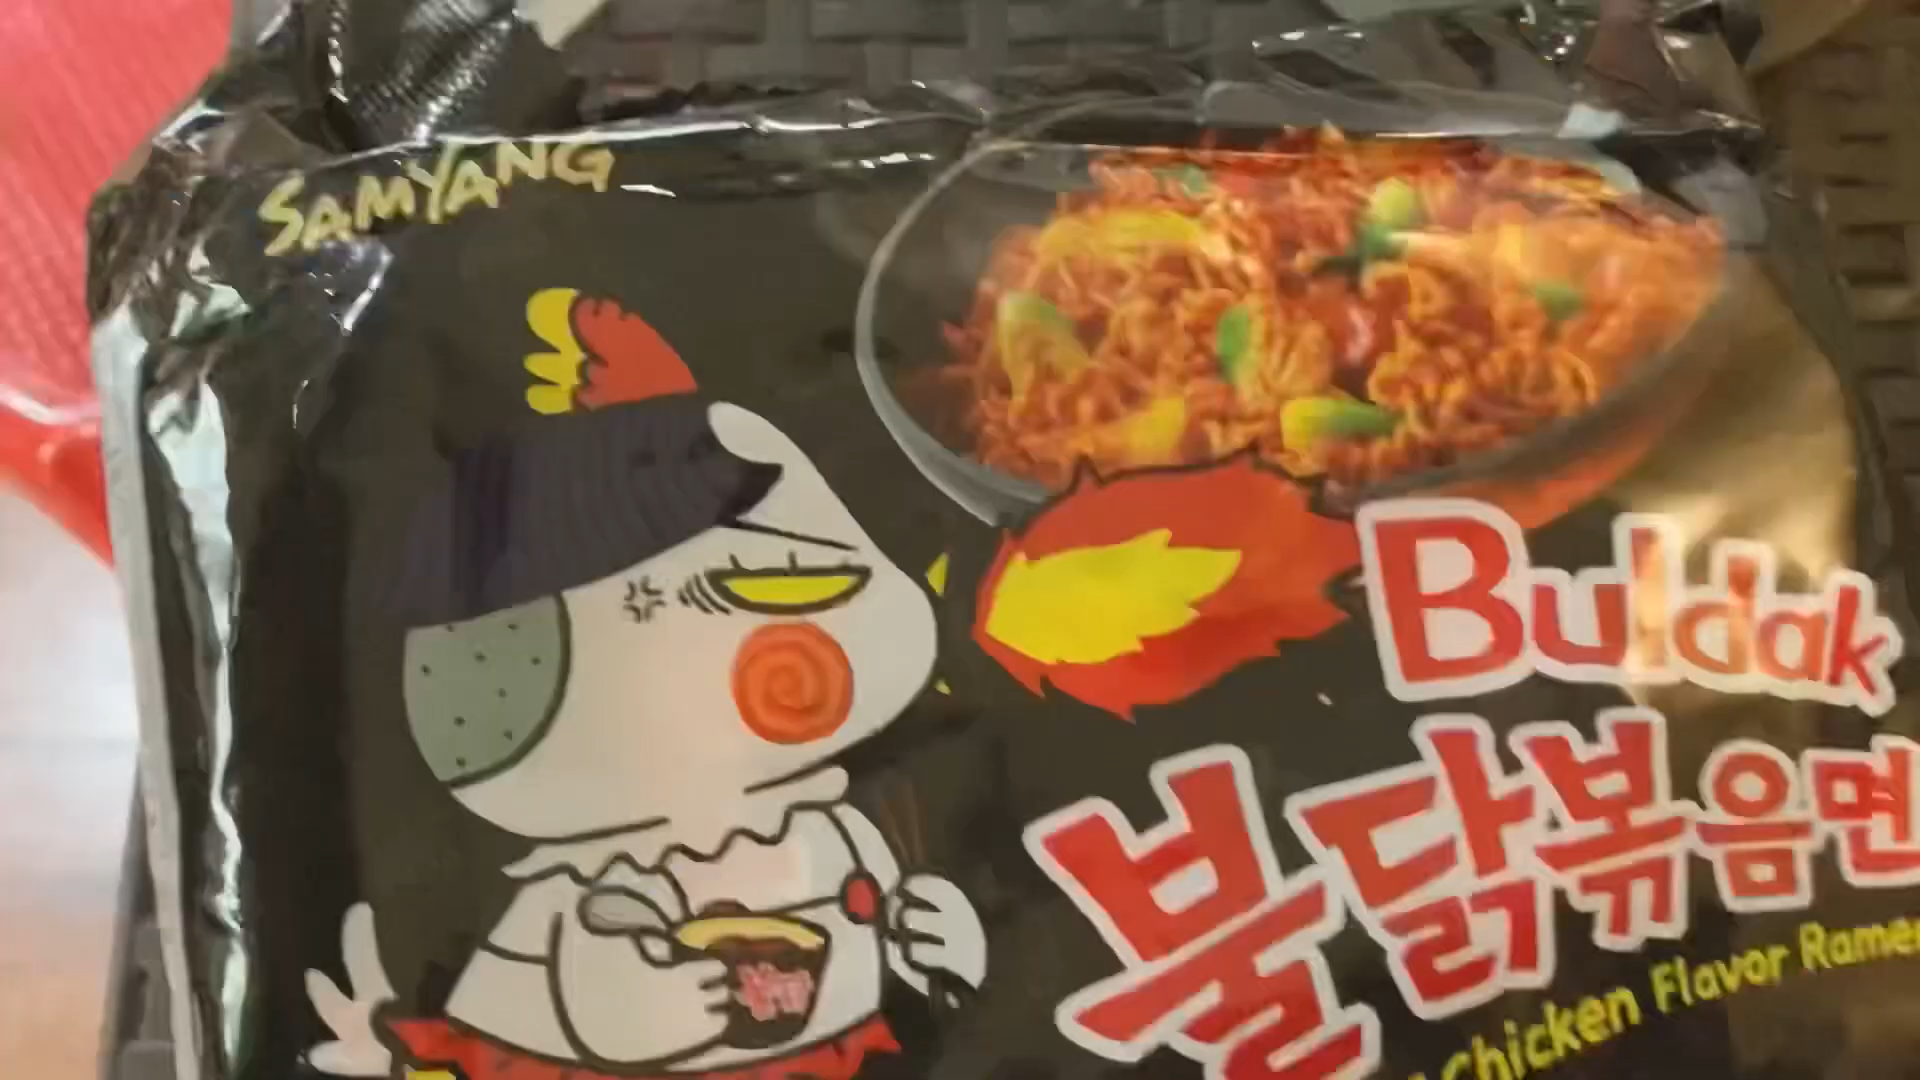 SAMYANG
Buldak
불닭볶음면
Chicken Flavor Ramen